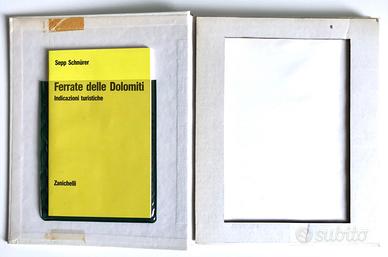 Sepp Schnürer
Ferrate delle Dolomiti
Indicazioni turistiche
Zanichelli
subito